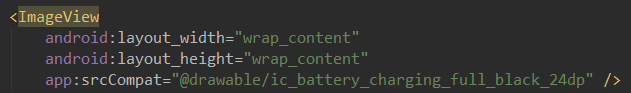 <ImageView
android:layout_width="wrap_content"
android:layout_height="wrap_content"
app:srcCompat="@drawable/ic_battery_charging_full_black_24dp" />